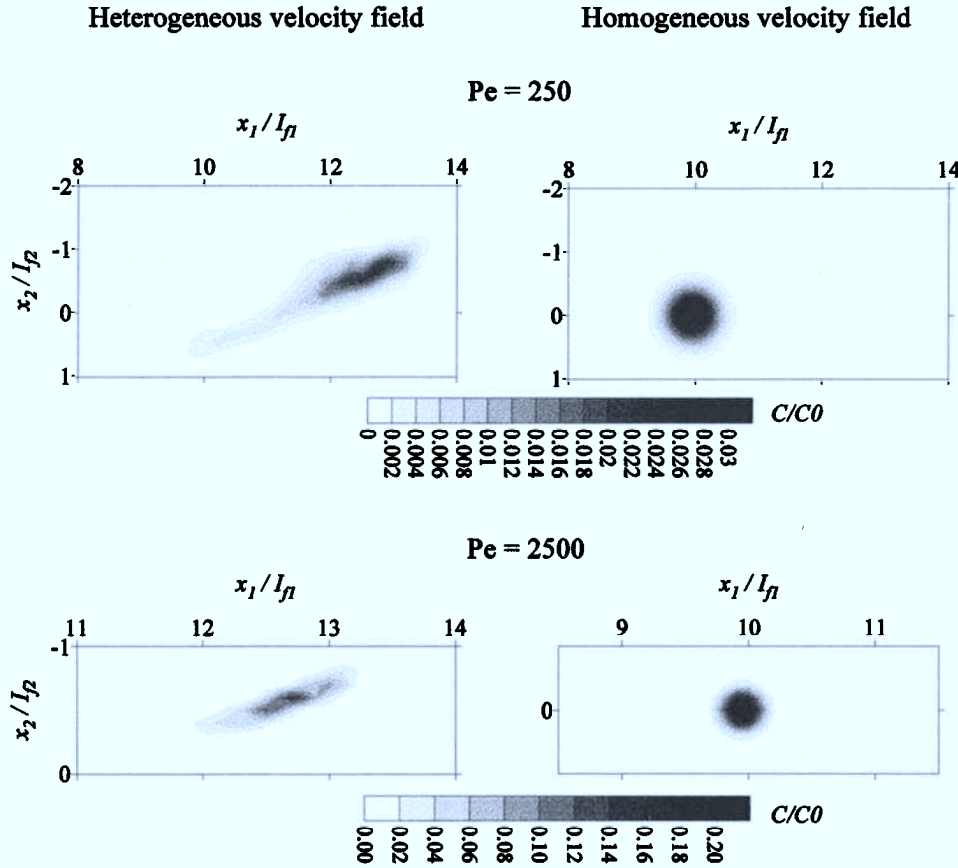 Heterogeneous velocity field Homogeneous velocity field
Pe = 250
x1 / If1 x1 / If1
8 10 12 14 8 10 12 14
-2 -2
-1 -1
x2 / If2
0 0
1 1
C/C0
0 0.002 0.004 0.006 0.008 0.01 0.012 0.014 0.016 0.018 0.02 0.022 0.024 0.026 0.028 0.03
Pe = 2500
x1 / If1 x1 / If1
11 12 13 14 9 10 11
-1
x2 / If2
0
0
C/C0
0.00 0.02 0.04 0.06 0.08 0.10 0.12 0.14 0.16 0.18 0.20